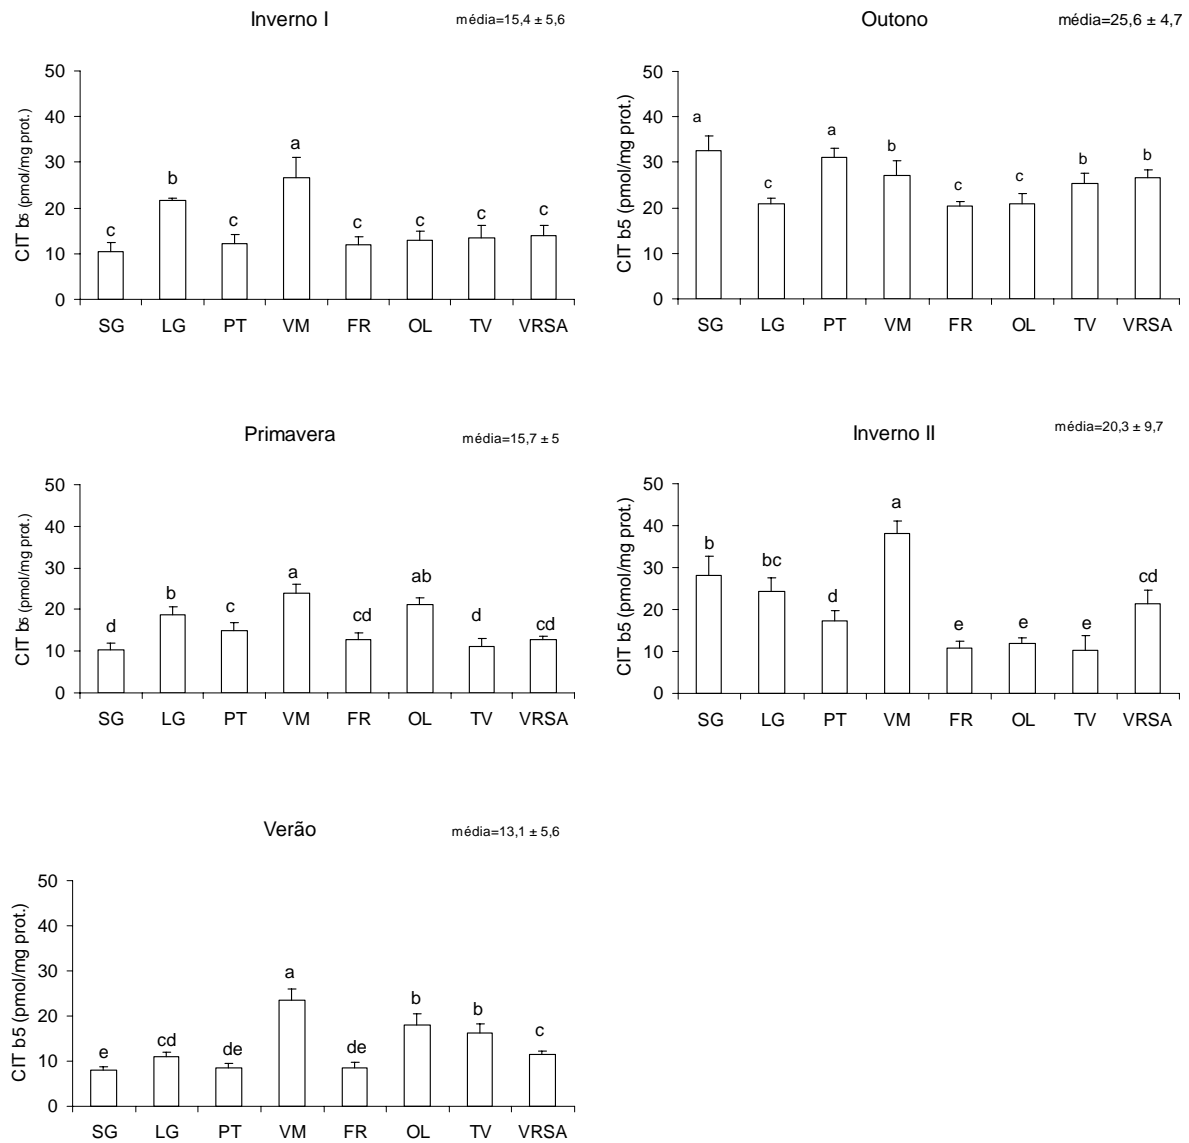 Inverno I
média=15,4 ± 5,6
CIT b5 (pmol/mg prot.)
50
40
30
20
10
0
c
b
c
a
c
c
c
c
SG LG PT VM FR OL TV VRSA
Outono
média=25,6 ± 4,7
CIT b5 (pmol/mg prot.)
50
40
30
20
10
0
a
c
a
b
c
c
b
b
SG LG PT VM FR OL TV VRSA
Primavera
média=15,7 ± 5
CIT b5 (pmol/mg prot.)
50
40
30
20
10
0
d
b
c
a
cd
ab
d
cd
SG LG PT VM FR OL TV VRSA
Inverno II
média=20,3 ± 9,7
CIT b5 (pmol/mg prot.)
50
40
30
20
10
0
b
bc
d
a
e
e
e
cd
SG LG PT VM FR OL TV VRSA
Verão
média=13,1 ± 5,6
CIT b5 (pmol/mg prot.)
50
40
30
20
10
0
e
cd
de
a
de
b
b
c
SG LG PT VM FR OL TV VRSA